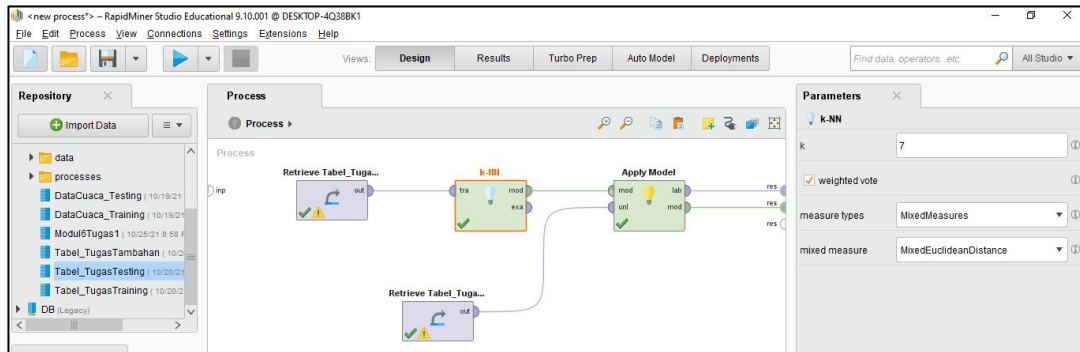 <new process*> – RapidMiner Studio Educational 9.10.001 @ DESKTOP-4Q38BK1
File Edit Process View Connections Settings Extensions Help
Views: Design Results Turbo Prep Auto Model Deployments Find data, operators...etc All Studio
Repository
Import Data
data
processes
DataCuaca_Testing ( 10/19/21
DataCuaca_Training ( 10/19/21
Modul6Tugas1 ( 10/25/21 8:58
Tabel_TugasTambahan ( 10/2
Tabel_TugasTesting ( 10/20/21
Tabel_TugasTraining ( 10/20/2
DB (Legacy)
Process
Process
Process
inp
Retrieve Tabel_Tuga...
out
k-NN
tra mod
exa
Apply Model
mod lab
unl mod
res
res
res
Retrieve Tabel_Tuga...
out
Parameters
k-NN
k 7
weighted vote
measure types MixedMeasures
mixed measure MixedEuclideanDistance